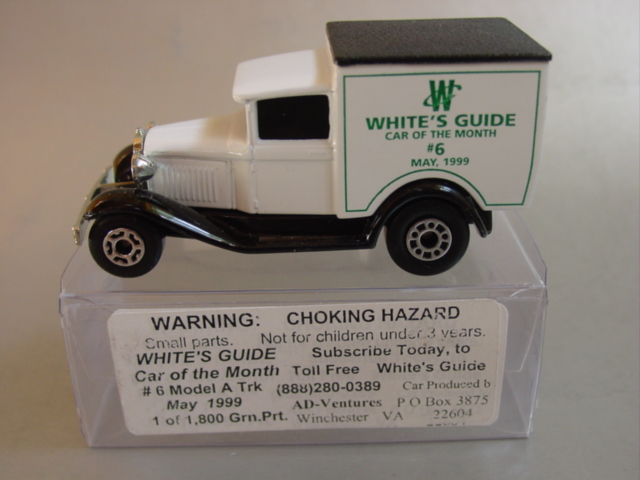 WG
WHITE'S GUIDE
CAR OF THE MONTH
#6
MAY, 1999
WARNING: CHOKING HAZARD
Small parts. Not for children under 3 years.
WHITE'S GUIDE Subscribe Today, to
Car of the Month Toll Free White's Guide
# 6 Model A Trk (888)280-0389 Car Produced b
May 1999 AD-Ventures P O Box 3875
1 of 1,800 Grn.Prt. Winchester VA 22604